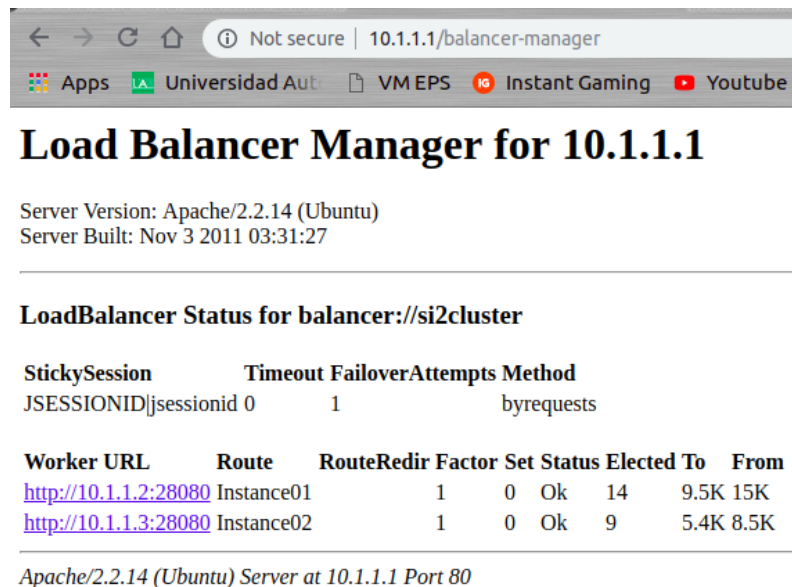 Not secure | 10.1.1.1/balancer-manager
Apps Universidad Aut VM EPS Instant Gaming Youtube
Load Balancer Manager for 10.1.1.1
Server Version: Apache/2.2.14 (Ubuntu)
Server Built: Nov 3 2011 03:31:27
LoadBalancer Status for balancer://si2cluster
StickySession Timeout FailoverAttempts Method
JSESSIONID|jsessionid 0 1 byrequests
Worker URL Route RouteRedir Factor Set Status Elected To From
http://10.1.1.2:28080 Instance01 1 0 Ok 14 9.5K 15K
http://10.1.1.3:28080 Instance02 1 0 Ok 9 5.4K 8.5K
Apache/2.2.14 (Ubuntu) Server at 10.1.1.1 Port 80